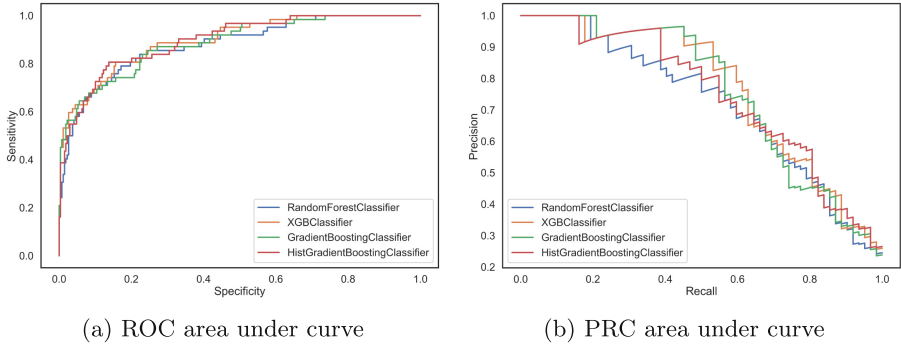 1.0
0.8
0.6
0.4
0.2
0.0
Sensitivity
0.0 0.2 0.4 0.6 0.8 1.0
Specificity
RandomForestClassifier
XGBClassifier
GradientBoostingClassifier
HistGradientBoostingClassifier
(a) ROC area under curve
1.0
0.9
0.8
0.7
0.6
0.5
0.4
0.3
0.2
Precision
0.0 0.2 0.4 0.6 0.8 1.0
Recall
RandomForestClassifier
XGBClassifier
GradientBoostingClassifier
HistGradientBoostingClassifier
(b) PRC area under curve